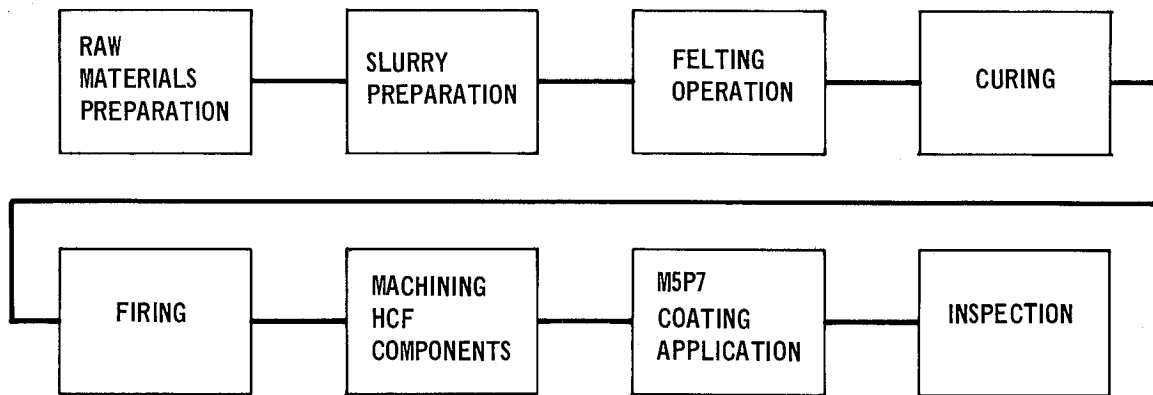 RAW
MATERIALS
PREPARATION
SLURRY
PREPARATION
FELTING
OPERATION
CURING
FIRING
MACHINING
HCF
COMPONENTS
M5P7
COATING
APPLICATION
INSPECTION